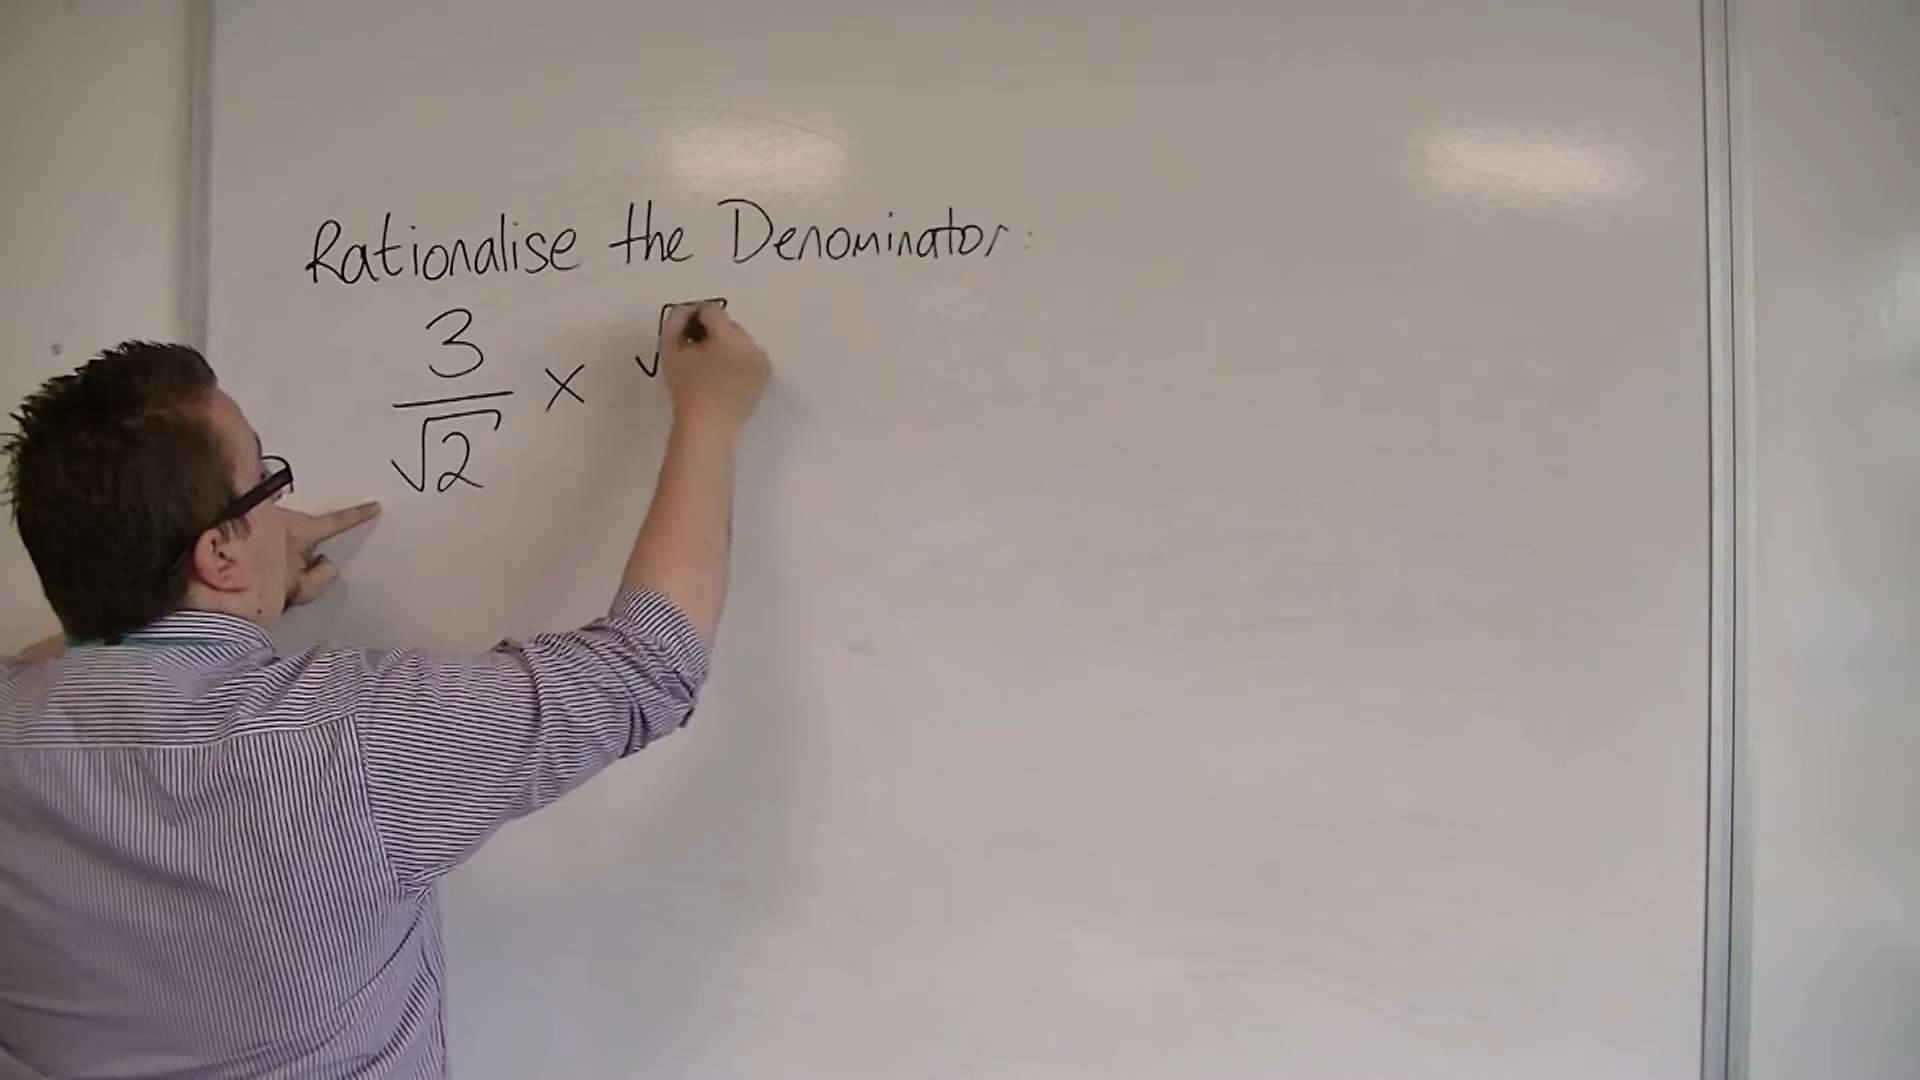 Rationalise the Denominator:
3/√2 × √